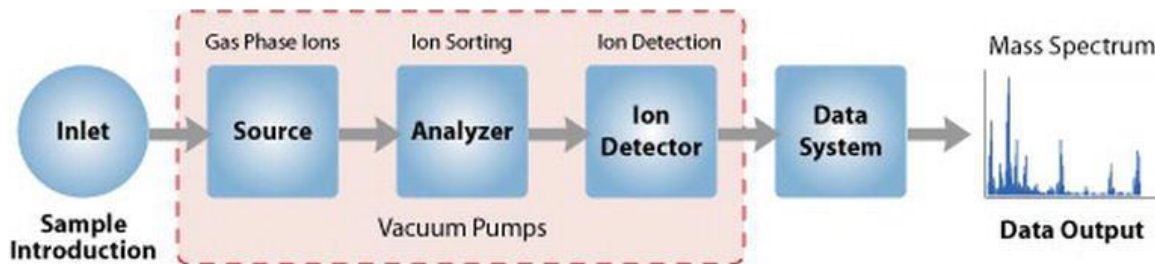 Gas Phase Ions
Ion Sorting
Ion Detection
Mass Spectrum
Inlet
Source
Analyzer
Ion
Detector
Data
System
Sample
Introduction
Vacuum Pumps
Data Output